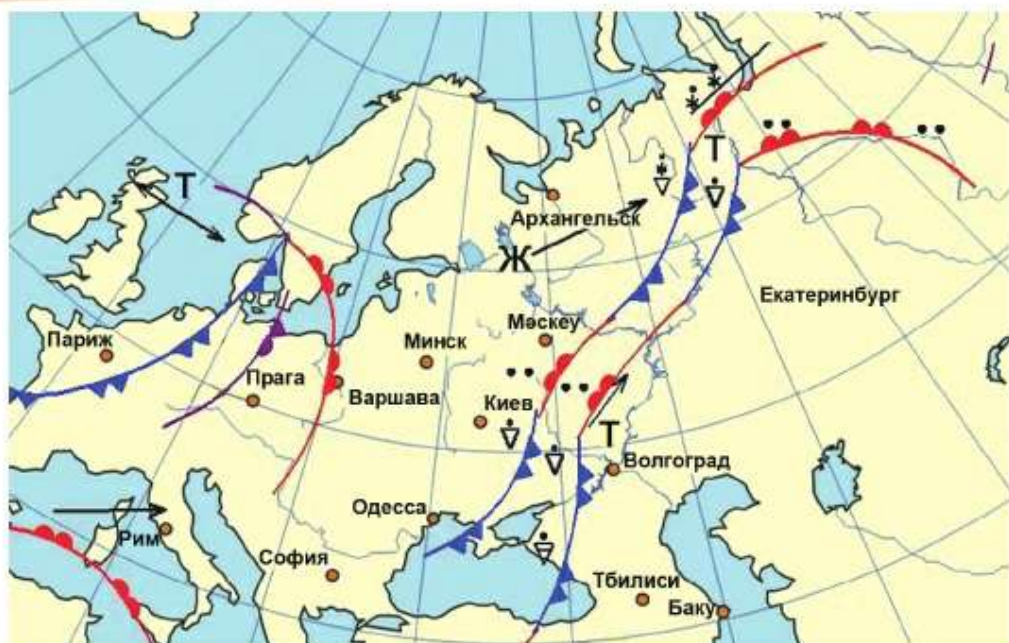 Т
Т
Архангельск
Ж
Екатеринбург
Париж
Минск
Мәскеу
Прага
Варшава
Киев
Т
Волгоград
Одесса
Рим
София
Тбилиси
Баку